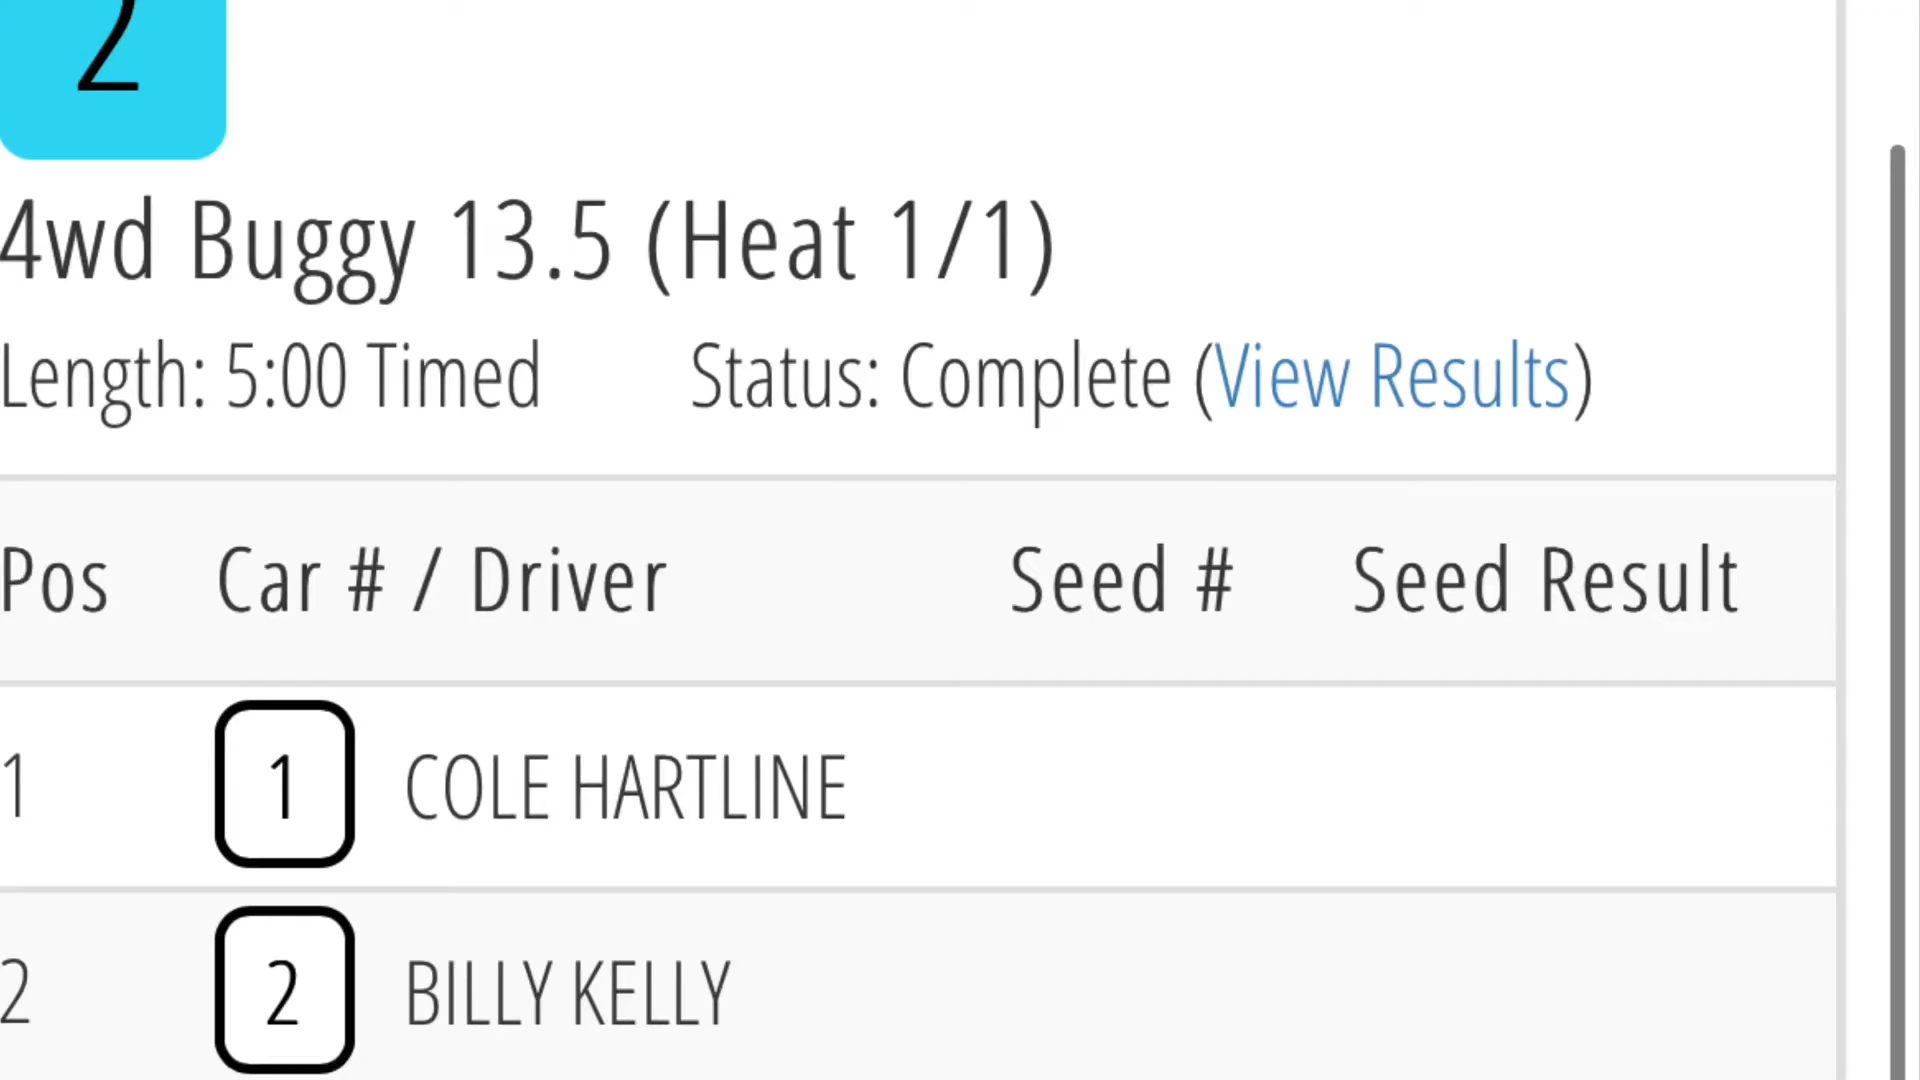 2
4wd Buggy 13.5 (Heat 1/1)
Length: 5:00 Timed Status: Complete (View Results)
Pos Car # / Driver Seed # Seed Result
1 1 COLE HARTLINE
2 2 BILLY KELLY